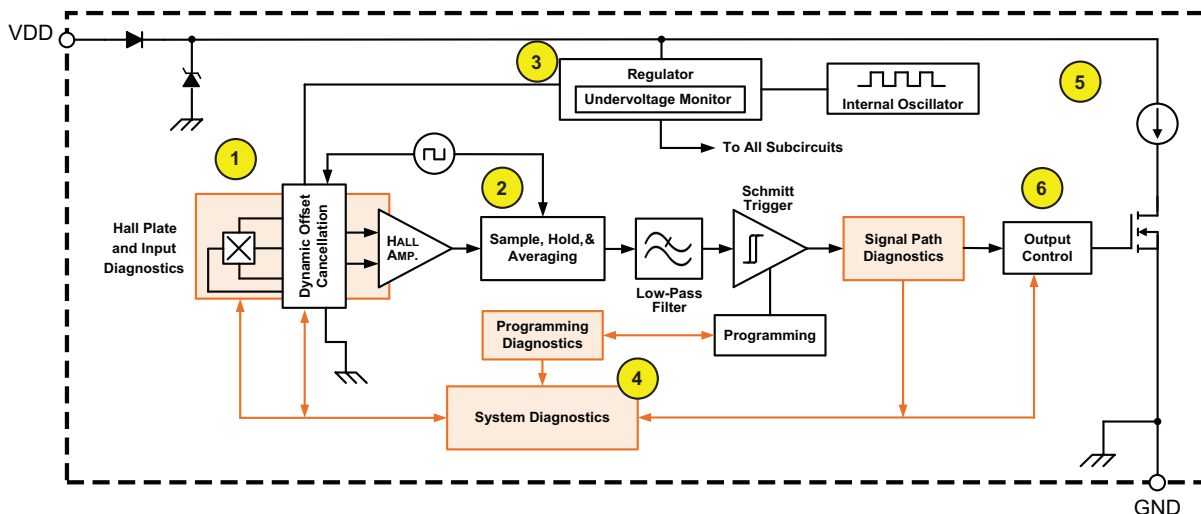 VDD
3
5
Regulator
Undervoltage Monitor
Internal Oscillator
To All Subcircuits
1
2
6
Hall Plate
and Input
Diagnostics
Dynamic Offset
Cancellation
HALL
AMP.
Sample, Hold,&
Averaging
Low-Pass
Filter
Schmitt
Trigger
Signal Path
Diagnostics
Output
Control
Programming
Diagnostics
Programming
4
System Diagnostics
GND